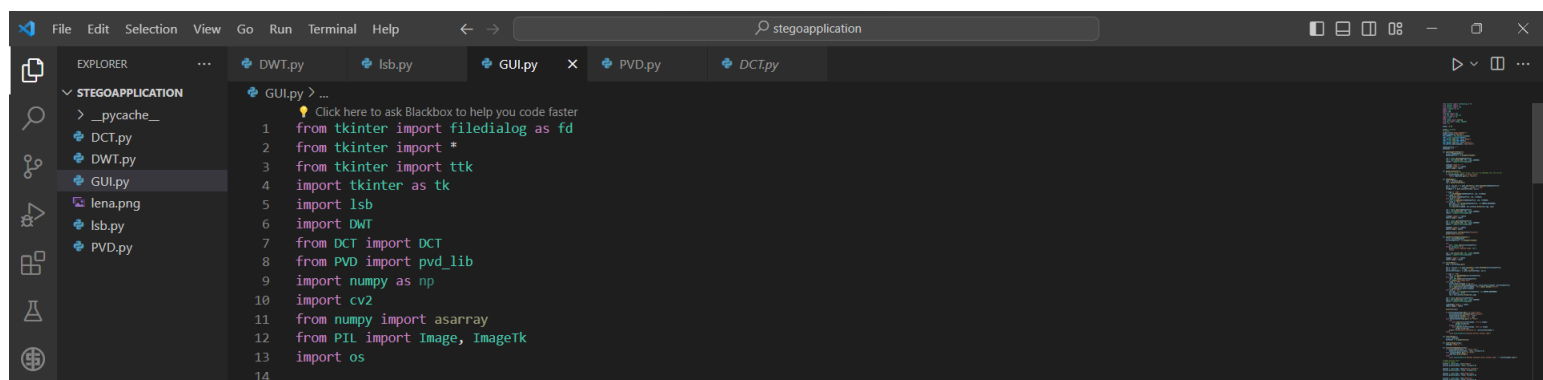 File Edit Selection View Go Run Terminal Help
stegoapplication
EXPLORER ...
DWT.py lsb.py GUI.py PVD.py DCT.py
STEGOAPPLICATION
__pycache__
DCT.py
DWT.py
GUI.py
lena.png
lsb.py
PVD.py
GUI.py > ...
Click here to ask Blackbox to help you code faster
1 from tkinter import filedialog as fd
2 from tkinter import *
3 from tkinter import ttk
4 import tkinter as tk
5 import lsb
6 import DWT
7 from DCT import DCT
8 from PVD import pvd_lib
9 import numpy as np
10 import cv2
11 from numpy import asarray
12 from PIL import Image, ImageTk
13 import os
14